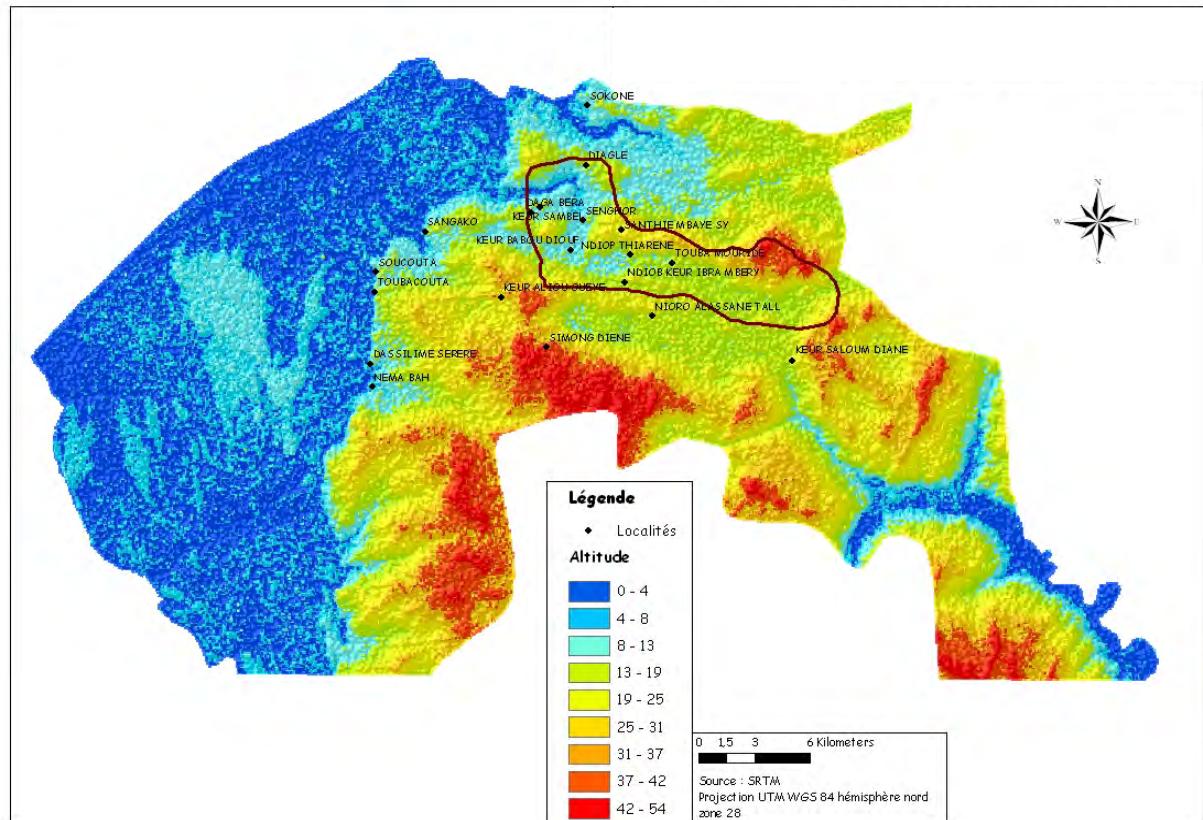 SOKONE
DIAGLE
DAGA BERA
KEUR SAMBEL
SENGHOR
SANTHIE MBAYE SY
SANGAKO
KEUR BABOU DIOUF
NDIOP THIARENE
TOUBA MOURIDE
SOUCOUTA
TOUBACOUTA
NDIOB KEUR IBRA MBERY
KEUR ALIOU GUEYE
NIORO ALASSANE TALL
SIMONG DIENE
KEUR SALOUM DIANE
DASSILIME SERERE
NEMA BAH
N
W E
S
Légende
Localités
Altitude
0 - 4
4 - 8
8 - 13
13 - 19
19 - 25
25 - 31
31 - 37
37 - 42
42 - 54
0 1,5 3 6 Kilometers
Source : SRTM
Projection UTM WGS 84 hémisphère nord
zone 28